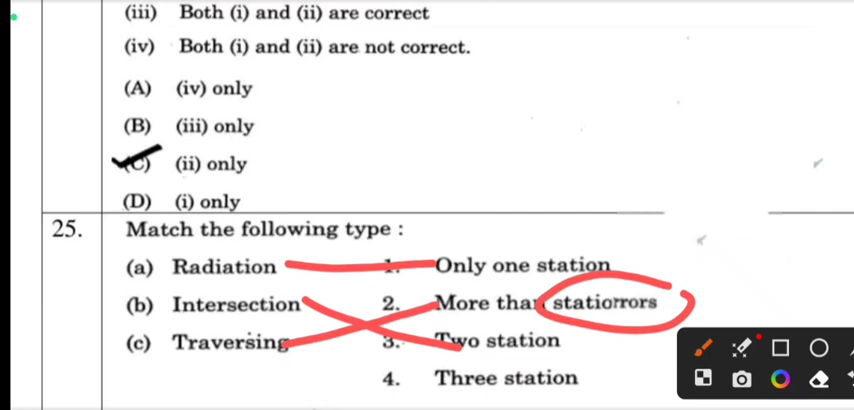 (iii) Both (i) and (ii) are correct
(iv) Both (i) and (ii) are not correct.
(A) (iv) only
(B) (iii) only
(C) (ii) only
(D) (i) only
25. Match the following type :
(a) Radiation 1. Only one station
(b) Intersection 2. More than statiorrors
(c) Traversing 3. Two station
4. Three station